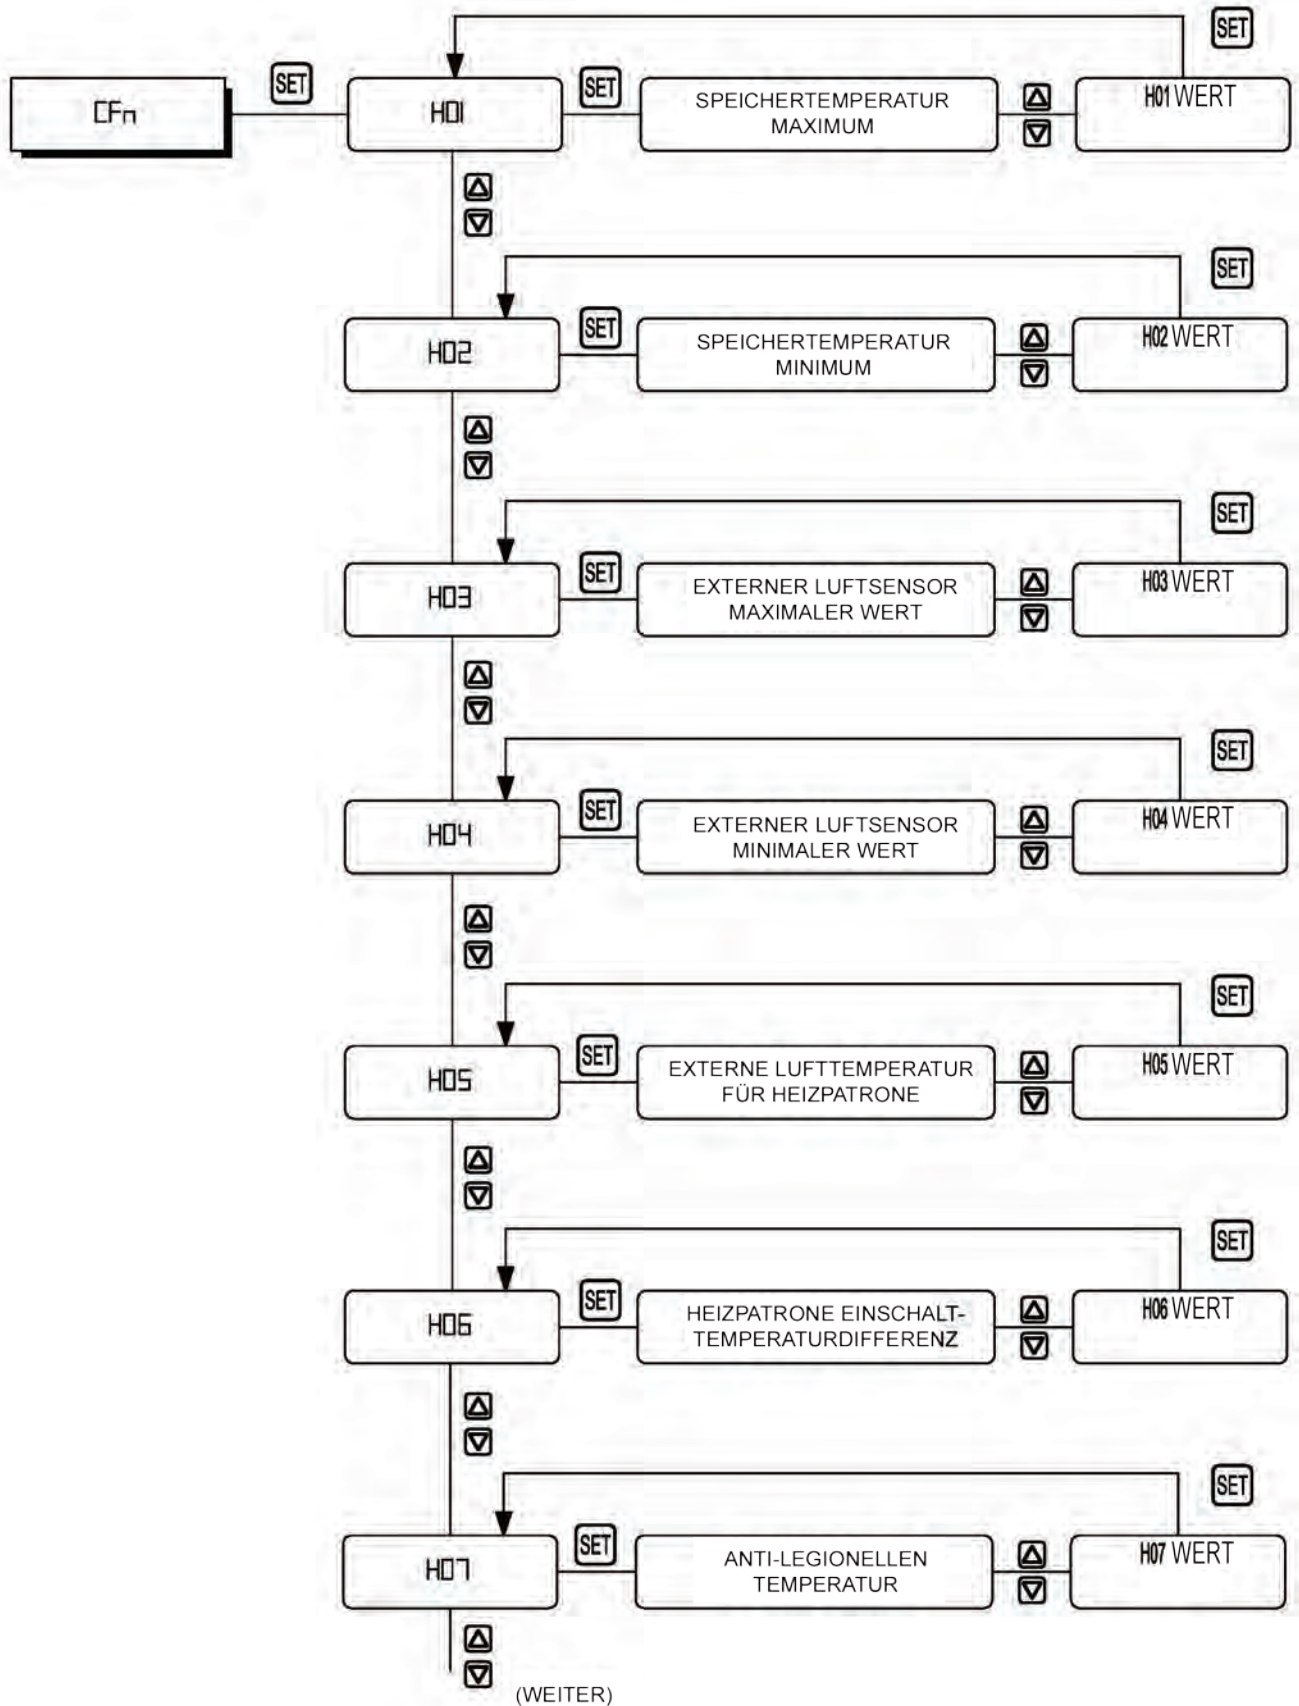 SET
CFn
SET
H01
SET
SPEICHERTEMPERATUR
MAXIMUM
H01 WERT
SET
H02
SET
SPEICHERTEMPERATUR
MINIMUM
H02 WERT
SET
H03
SET
EXTERNER LUFTSENSOR
MAXIMALER WERT
H03 WERT
SET
H04
SET
EXTERNER LUFTSENSOR
MINIMALER WERT
H04 WERT
SET
H05
SET
EXTERNE LUFTTEMPERATUR
FÜR HEIZPATRONE
H05 WERT
SET
H06
SET
HEIZPATRONE EINSCHALT-
TEMPERATURDIFFERENZ
H06 WERT
SET
H07
SET
ANTI-LEGIONELLEN
TEMPERATUR
H07 WERT
(WEITER)